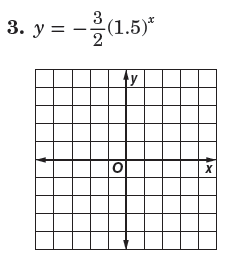 3. y = −3/2(1.5)ˣ
y
O
x